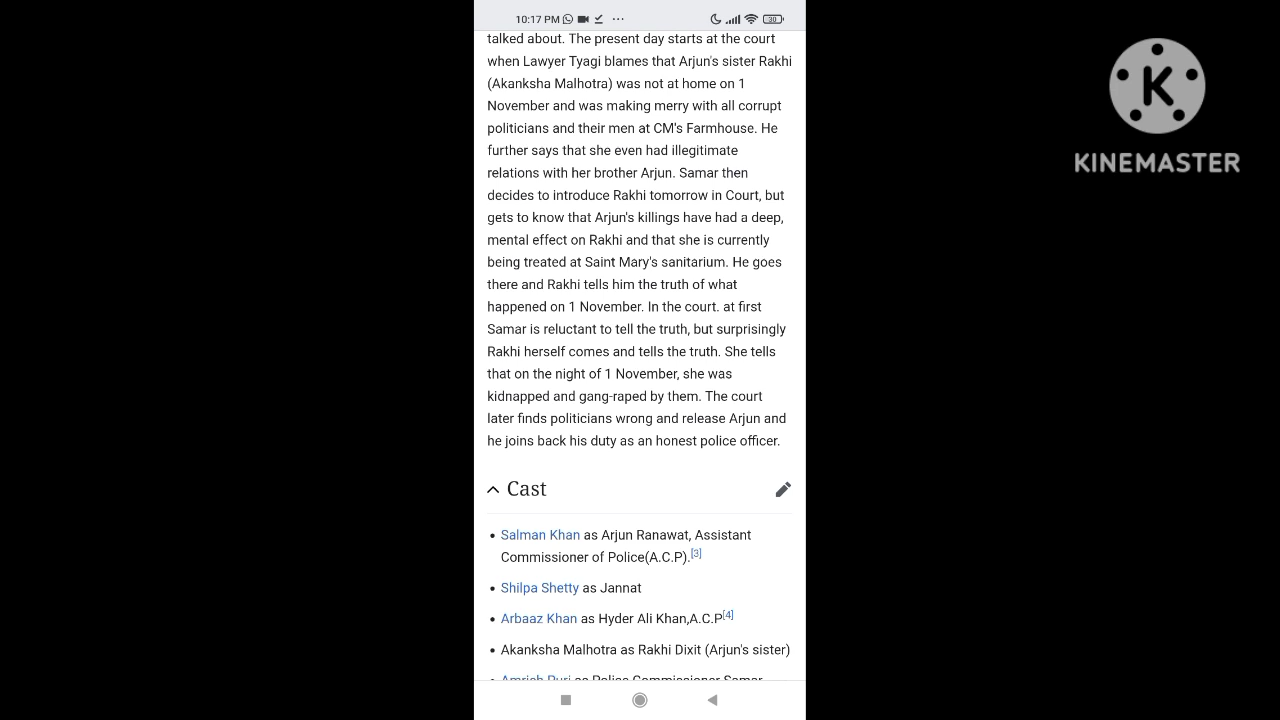 10:17 PM
30
talked about. The present day starts at the court
when Lawyer Tyagi blames that Arjun's sister Rakhi
(Akanksha Malhotra) was not at home on 1
November and was making merry with all corrupt
politicians and their men at CM's Farmhouse. He
further says that she even had illegitimate
relations with her brother Arjun. Samar then
decides to introduce Rakhi tomorrow in Court, but
gets to know that Arjun's killings have had a deep,
mental effect on Rakhi and that she is currently
being treated at Saint Mary's sanitarium. He goes
there and Rakhi tells him the truth of what
happened on 1 November. In the court. at first
Samar is reluctant to tell the truth, but surprisingly
Rakhi herself comes and tells the truth. She tells
that on the night of 1 November, she was
kidnapped and gang-raped by them. The court
later finds politicians wrong and release Arjun and
he joins back his duty as an honest police officer.
Cast
• Salman Khan as Arjun Ranawat, Assistant
Commissioner of Police(A.C.P).[3]
• Shilpa Shetty as Jannat
• Arbaaz Khan as Hyder Ali Khan,A.C.P[4]
• Akanksha Malhotra as Rakhi Dixit (Arjun's sister)
• Amrish Puri as Police Commissioner Samar
K
KINEMASTER